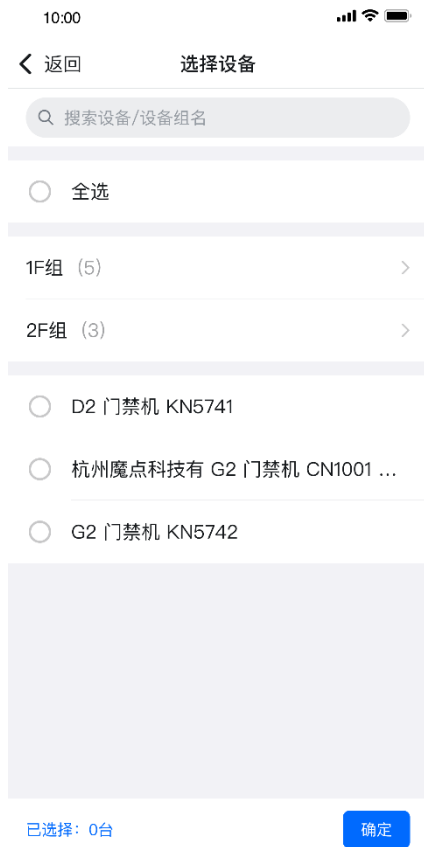 10:00
返回 选择设备
搜索设备/设备组名
全选
1F组 (5)
2F组 (3)
D2 门禁机 KN5741
杭州魔点科技有 G2 门禁机 CN1001 ...
G2 门禁机 KN5742
已选择：0台 确定